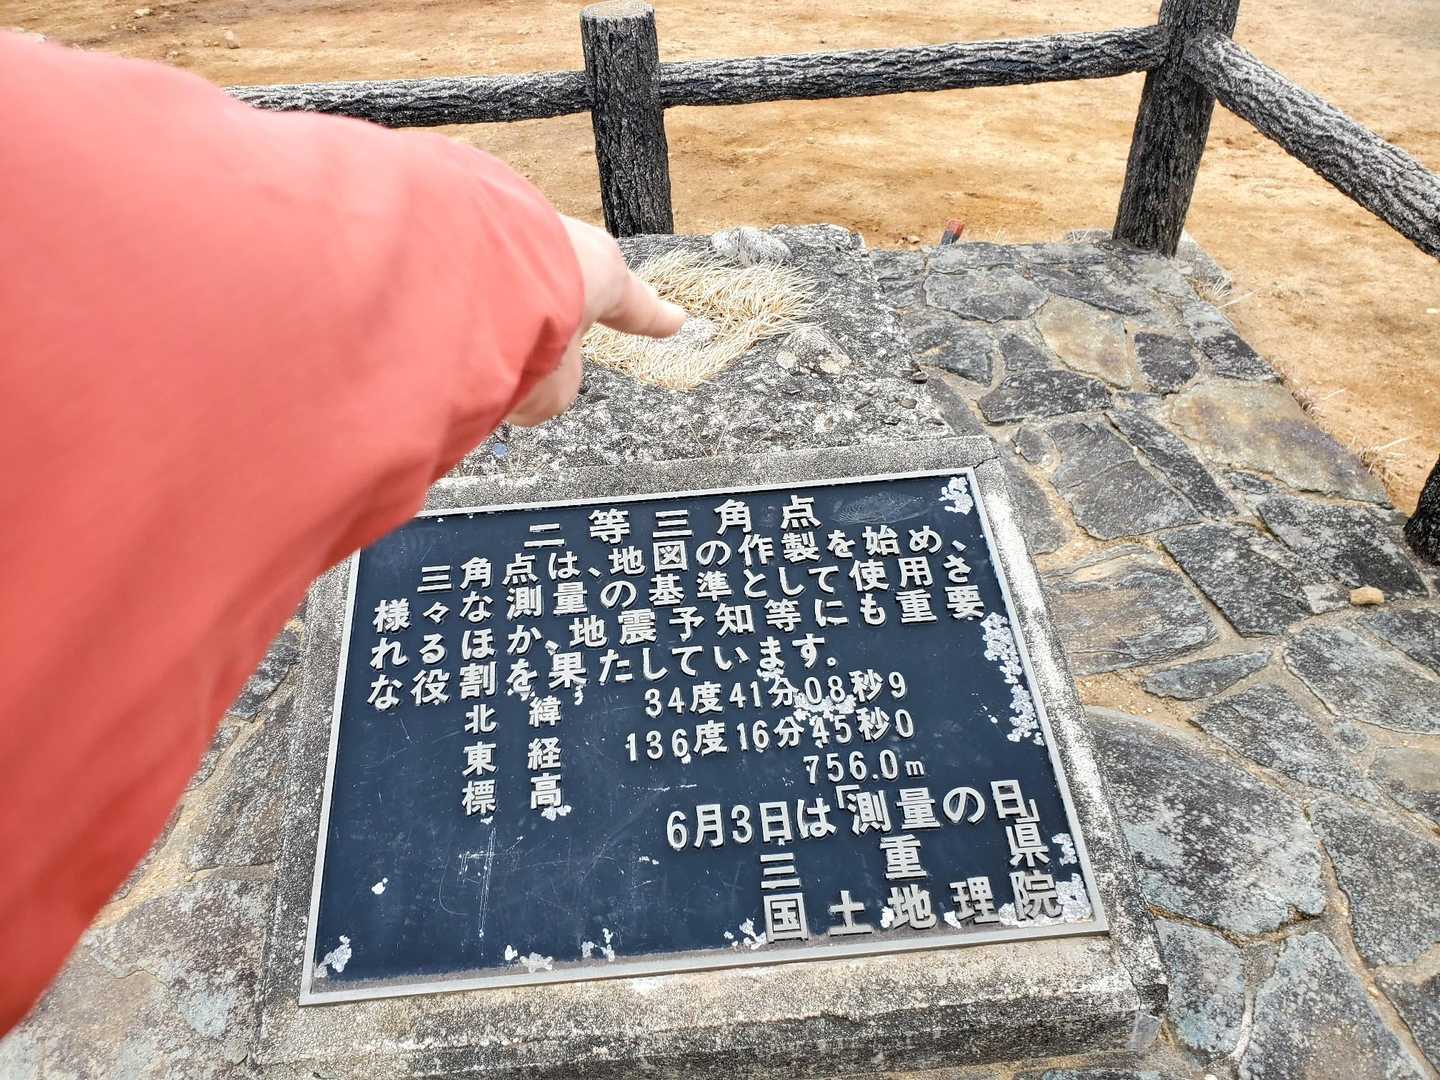 二等三角点
三角点は、地図の作製を始め、
様々な測量の基準として使用さ
れるほか、地震予知等にも重要
な役割を果たしています。
北緯 34度41分08秒9
東経 136度16分45秒0
標高 756.0m
6月3日は「測量の日」
三重県
国土地理院